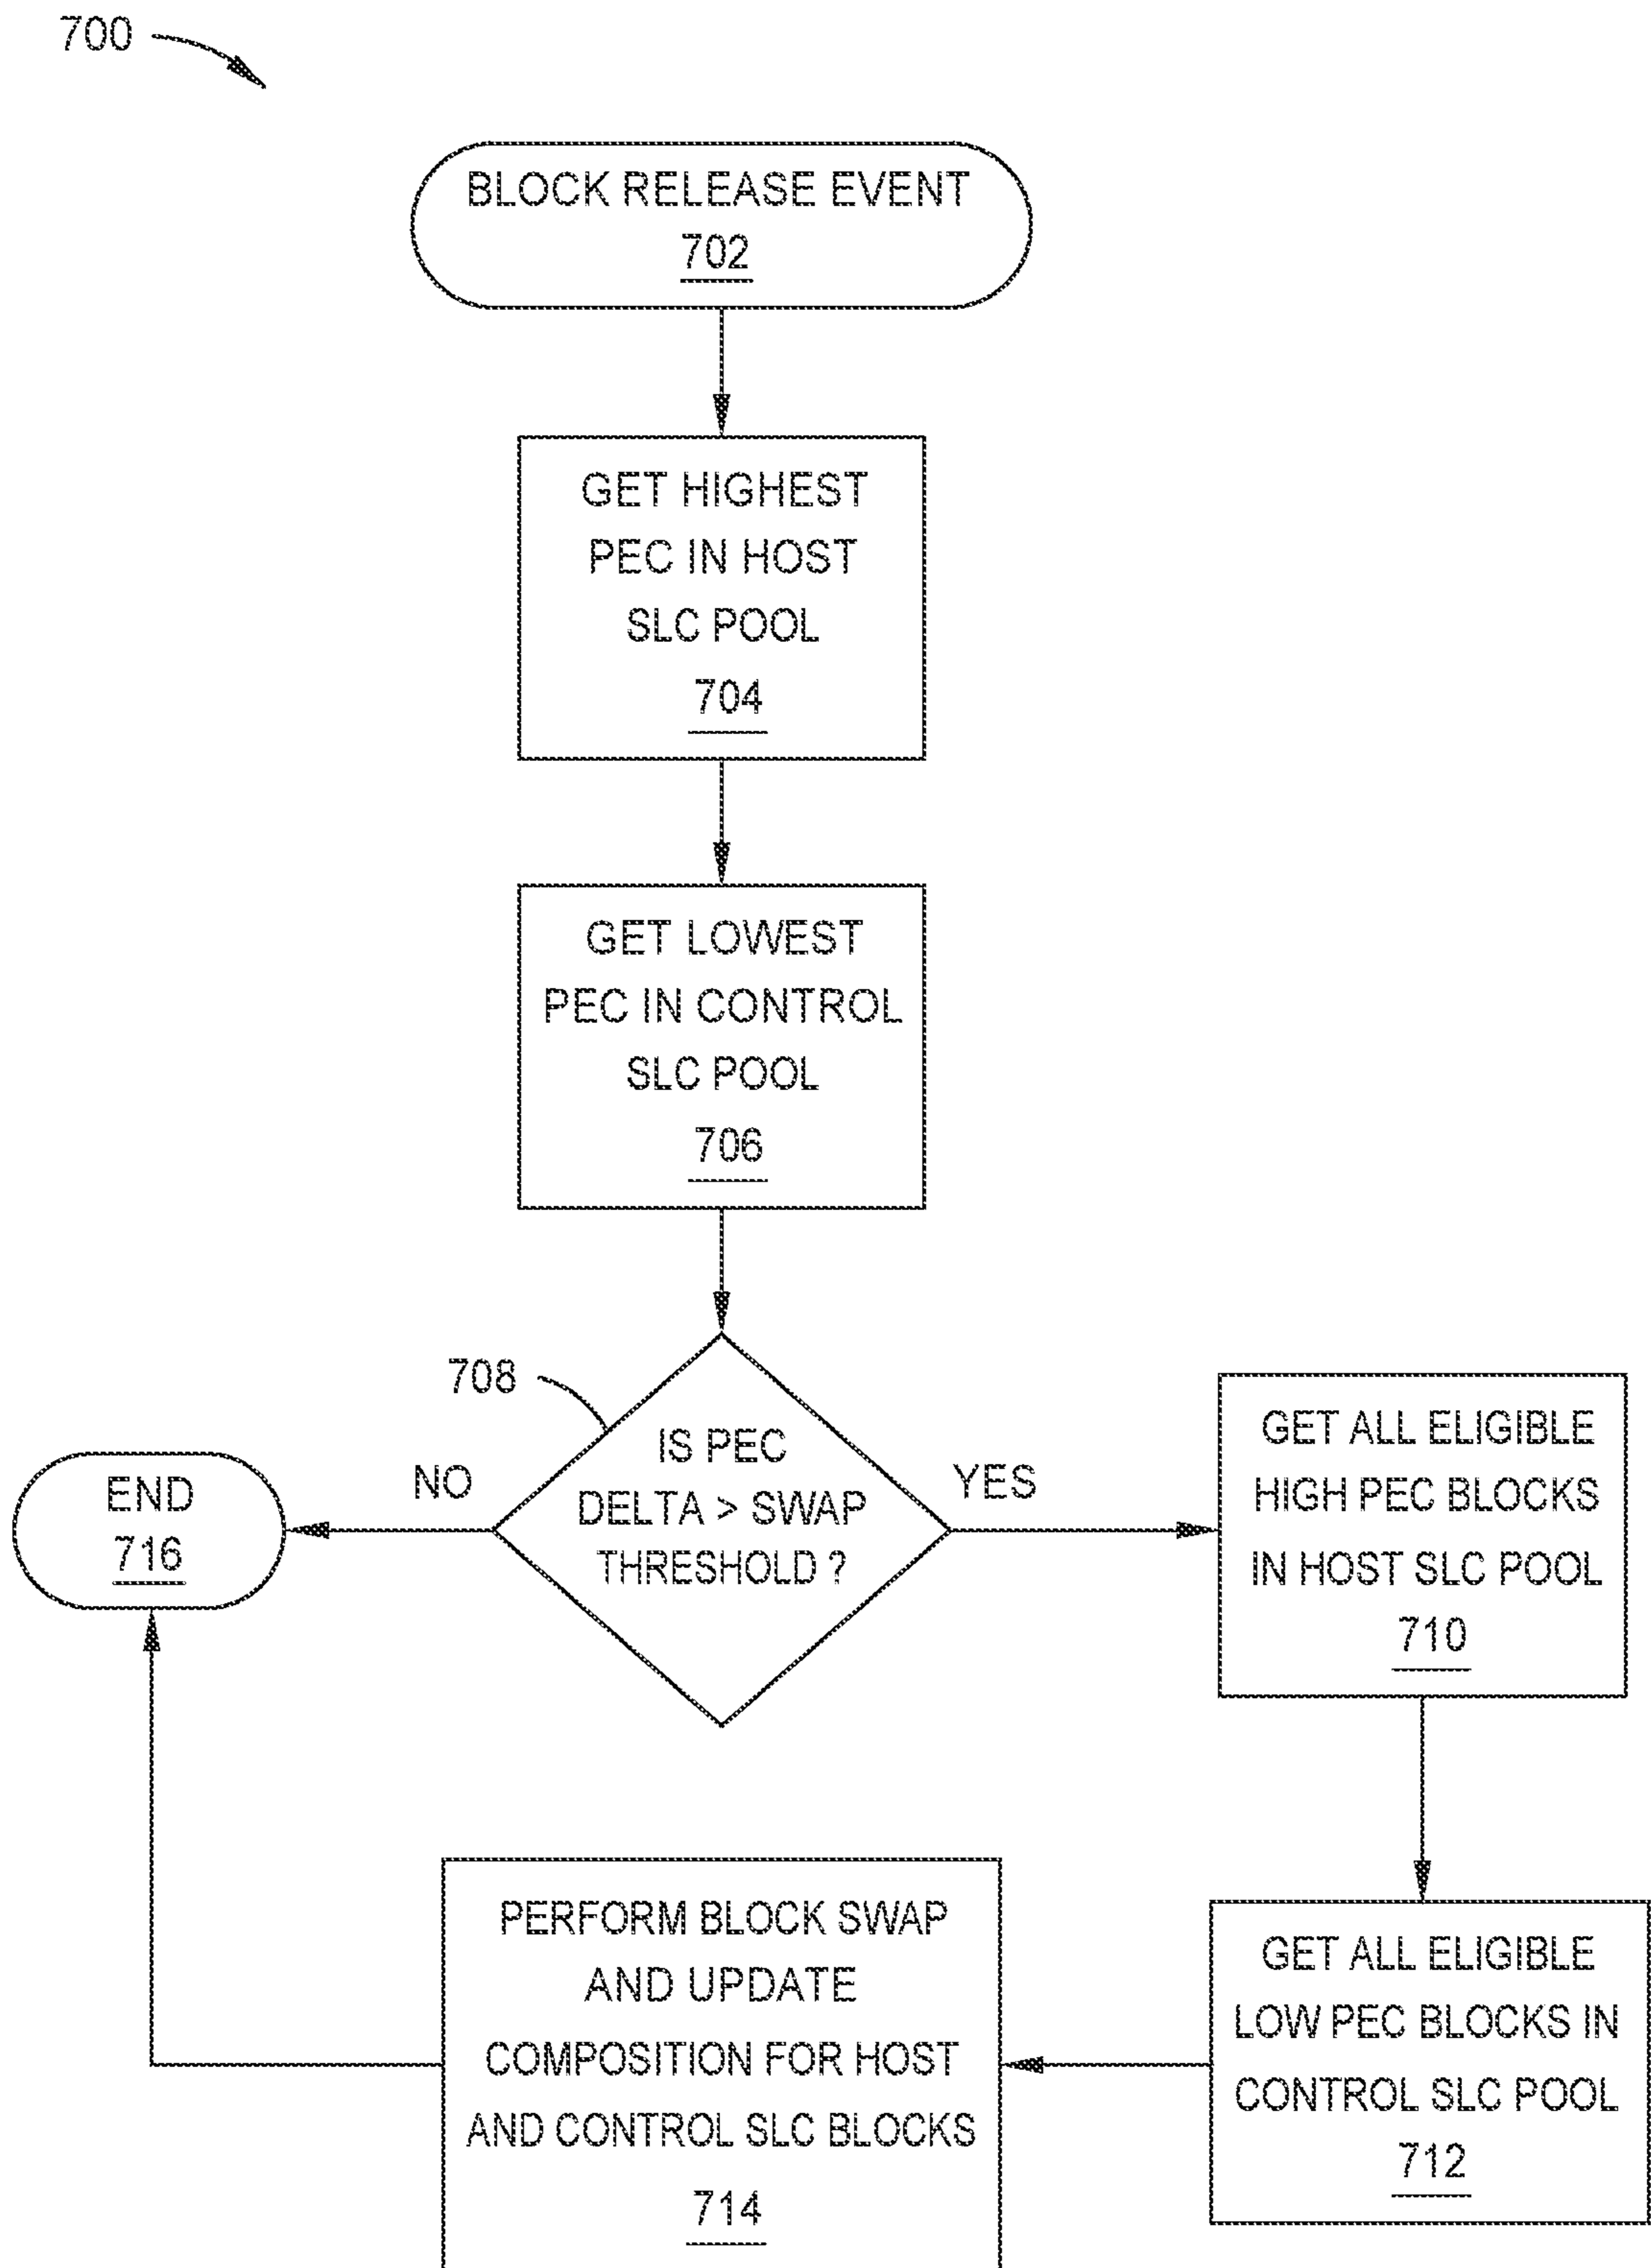 700
BLOCK RELEASE EVENT
702
GET HIGHEST
PEC IN HOST
SLC POOL
704
GET LOWEST
PEC IN CONTROL
SLC POOL
706
708
IS PEC
DELTA > SWAP
THRESHOLD ?
NO
YES
END
716
GET ALL ELIGIBLE
HIGH PEC BLOCKS
IN HOST SLC POOL
710
GET ALL ELIGIBLE
LOW PEC BLOCKS IN
CONTROL SLC POOL
712
PERFORM BLOCK SWAP
AND UPDATE
COMPOSITION FOR HOST
AND CONTROL SLC BLOCKS
714